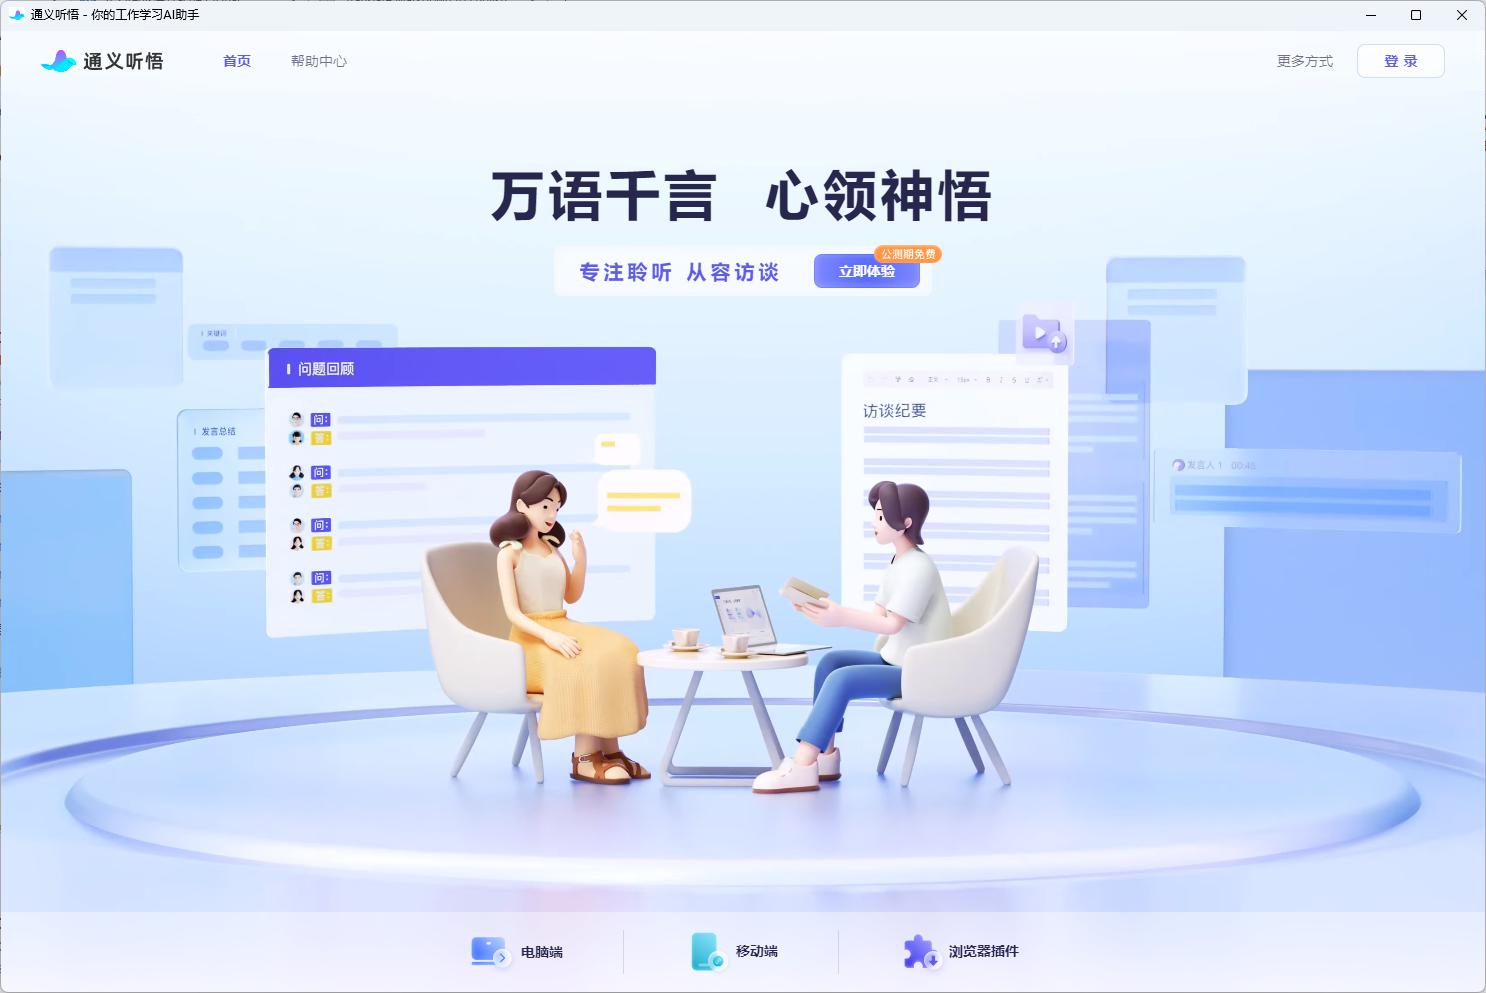 通义听悟 - 你的工作学习AI助手
通义听悟
首页
帮助中心
更多方式
登 录
万语千言 心领神悟
专注聆听 从容访谈
立即体验
公测期免费
关键词
问题回顾
发言总结
问:
答:
问:
答:
问:
答:
问:
答:
正文
访谈纪要
发言人 1 00:45
电脑端
移动端
浏览器插件